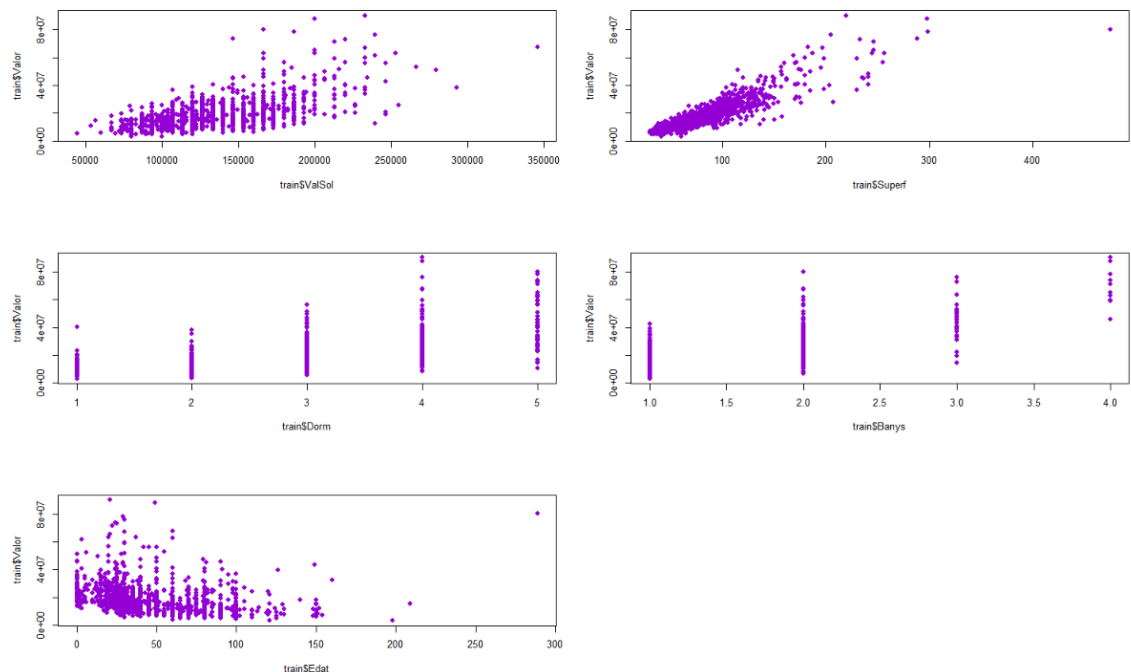 train$Valor
0e+00 4e+07 8e+07
50000 100000 150000 200000 250000 300000 350000
train$ValSol
train$Valor
0e+00 4e+07 8e+07
100 200 300 400
train$Superf
train$Valor
0e+00 4e+07 8e+07
1 2 3 4 5
train$Dorm
train$Valor
0e+00 4e+07 8e+07
1.0 1.5 2.0 2.5 3.0 3.5 4.0
train$Banys
train$Valor
0e+00 4e+07 8e+07
0 50 100 150 200 250 300
train$Edat